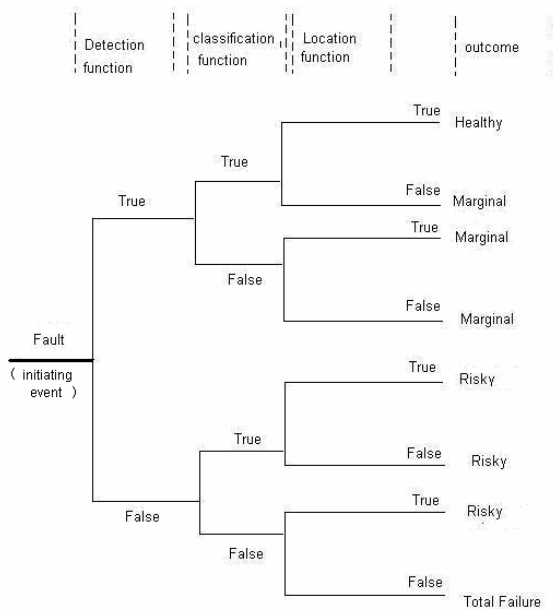 Detection function
classification function
Location function
outcome
True
Healthy
True
False
Marginal
True
True
Marginal
False
False
Marginal
Fault
( initiating event )
True
Risky
True
False
Risky
False
True
Risky
False
False
Total Failure